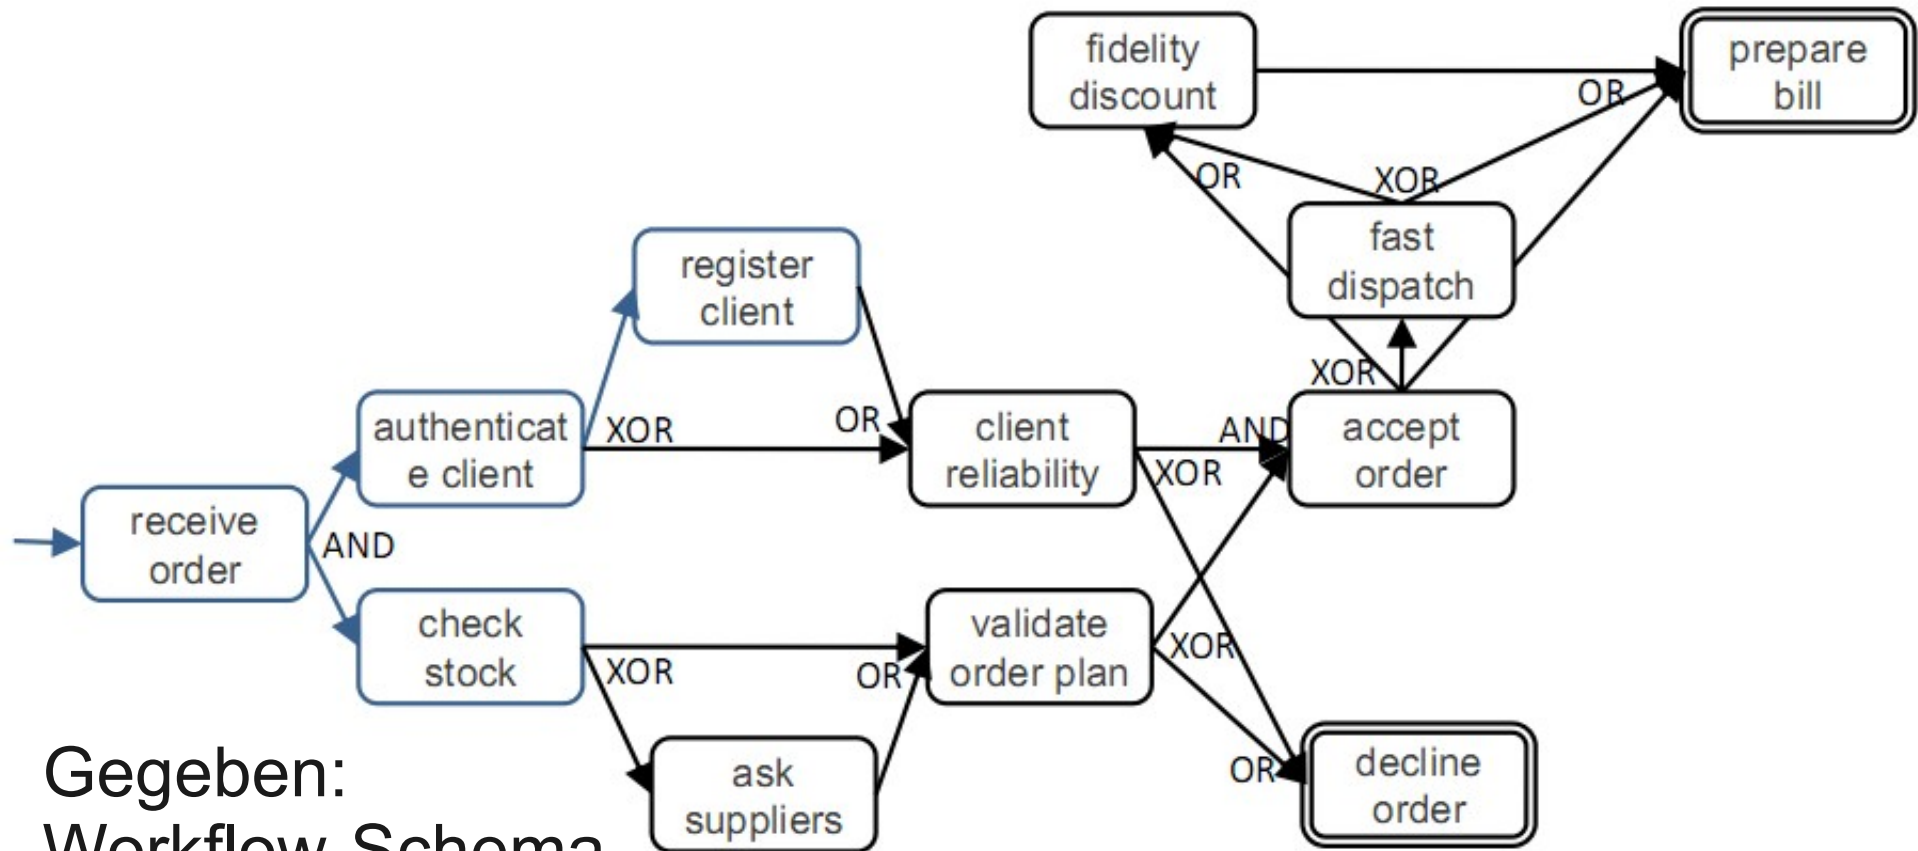 fidelity
discount
prepare
bill
OR
OR
XOR
fast
dispatch
register
client
XOR
authenticat
e client
XOR
OR
client
reliability
AND
XOR
accept
order
receive
order
AND
check
stock
XOR
OR
validate
order plan
XOR
ask
suppliers
OR
decline
order
Gegeben:
Workflow-Schema